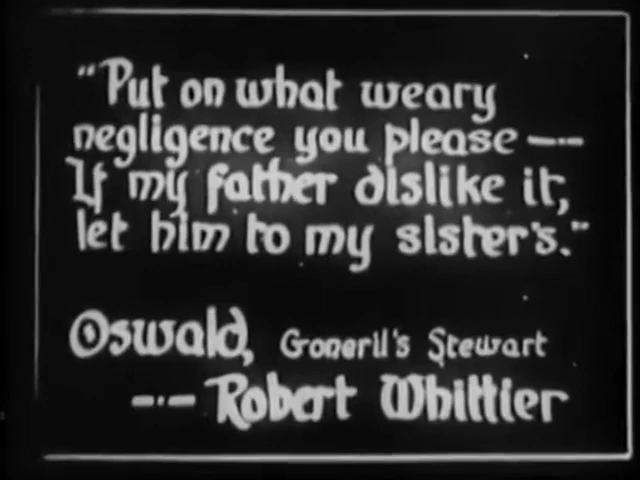 "Put on what weary
negligence you please —--
If my father dislike it,
let him to my sister's."
Oswald, Goneril's Stewart
--·-- Robert Whittier